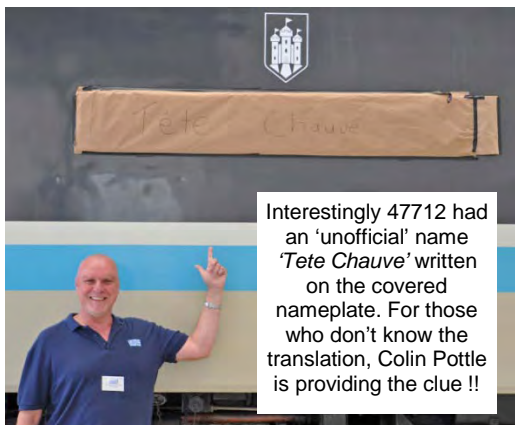 Tête Chauve
Interestingly 47712 had
an ‘unofficial’ name
‘Tete Chauve’ written
on the covered
nameplate. For those
who don’t know the
translation, Colin Pottle
is providing the clue !!